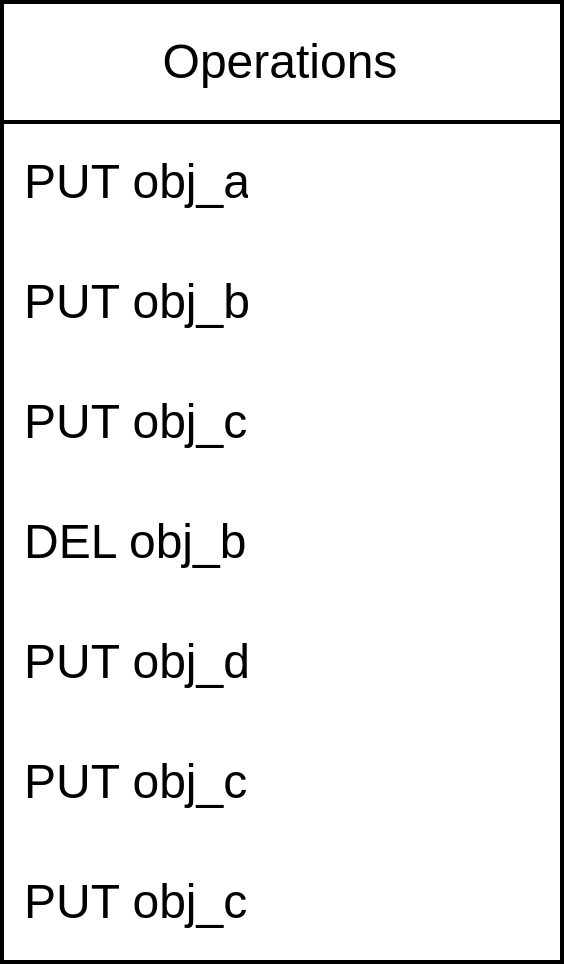 Operations
PUT obj_a
PUT obj_b
PUT obj_c
DEL obj_b
PUT obj_d
PUT obj_c
PUT obj_c